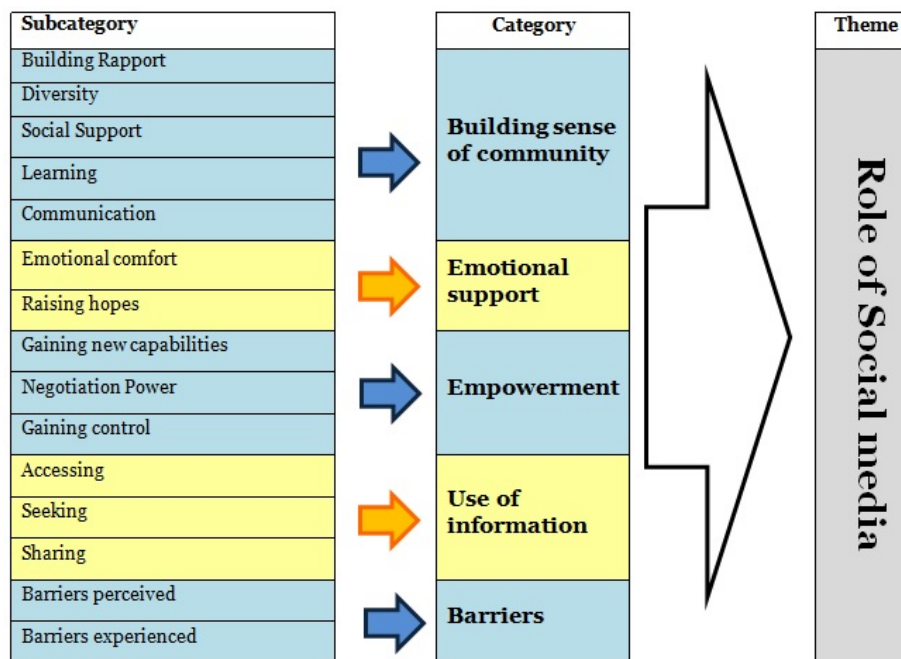 Subcategory
Building Rapport
Diversity
Social Support
Learning
Communication
Emotional comfort
Raising hopes
Gaining new capabilities
Negotiation Power
Gaining control
Accessing
Seeking
Sharing
Barriers perceived
Barriers experienced
Category
Building sense
of community
Emotional
support
Empowerment
Use of
information
Barriers
Theme
Role of Social media